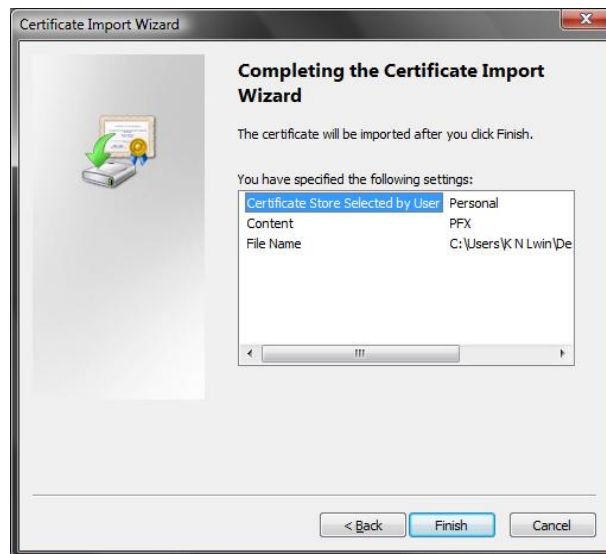 Certificate Import Wizard
Completing the Certificate Import
Wizard
The certificate will be imported after you click Finish.
You have specified the following settings:
Certificate Store Selected by User Personal
Content PFX
File Name C:\Users\K N Lwin\De
< Back Finish Cancel